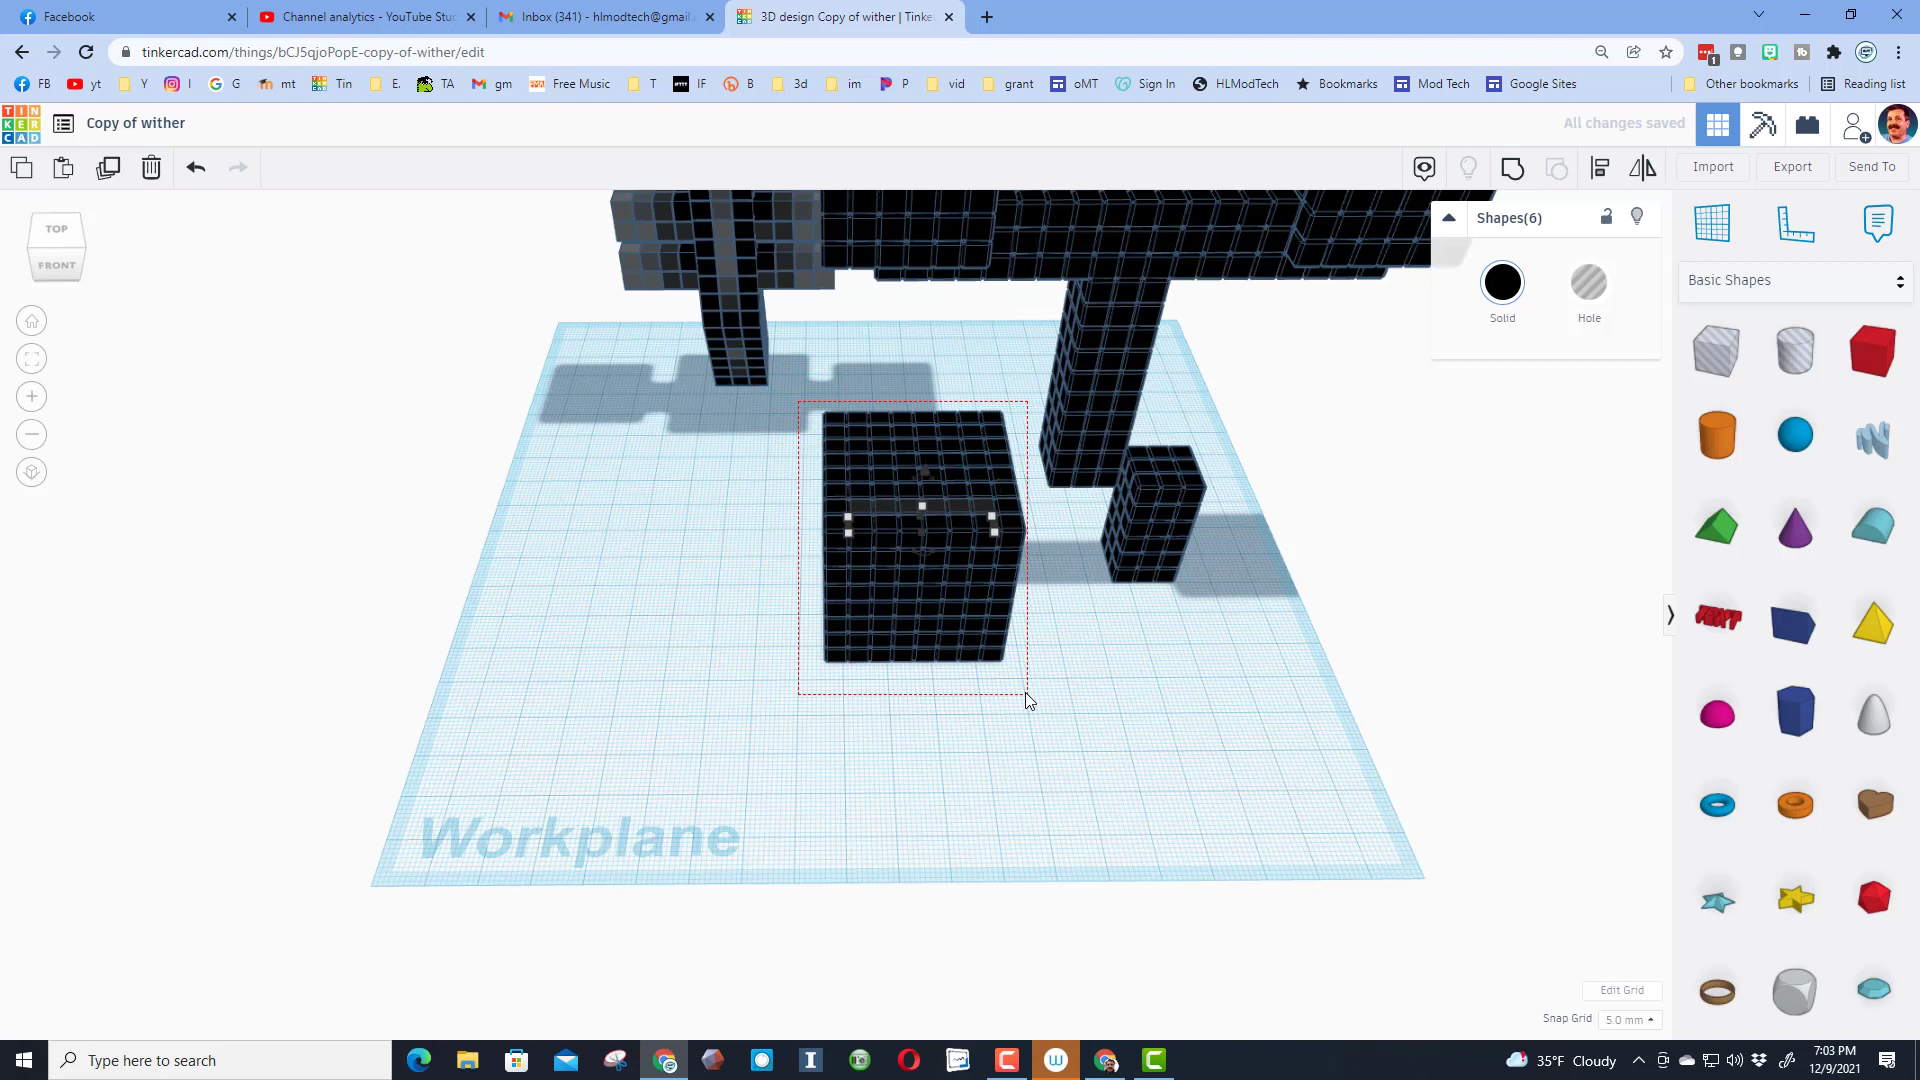 Facebook
Channel analytics - YouTube Stu
Inbox (341) - hlmodtech@gmail.
3D design Copy of wither | Tinke
tinkercad.com/things/bCJ5qjoPopE-copy-of-wither/edit
1
FB yt Y I G mt Tin E. TA gm Free Music T IF B 3d im P vid grant oMT Sign In HLModTech Bookmarks Mod Tech Google Sites Other bookmarks Reading list
TIN
KER
CAD
Copy of wither
All changes saved
Import Export Send To
TOP
FRONT
Shapes(6)
Solid Hole
Basic Shapes
TEXT
Workplane
Edit Grid
Snap Grid 5.0 mm
Type here to search
35°F Cloudy
7:03 PM
12/9/2021